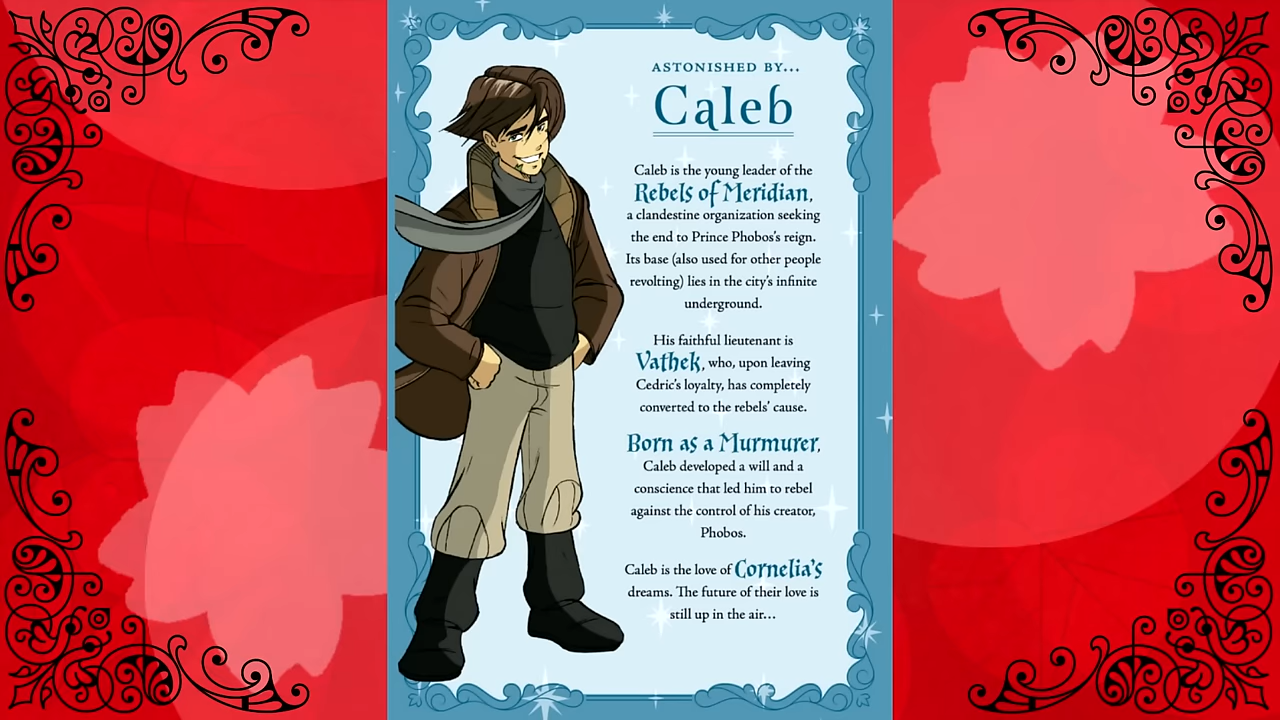 ASTONISHED BY...
Caleb
Caleb is the young leader of the
Rebels of Meridian,
a clandestine organization seeking
the end to Prince Phobos's reign.
Its base (also used for other people
revolting) lies in the city's infinite
underground.
His faithful lieutenant is
Vathek, who, upon leaving
Cedric's loyalty, has completely
converted to the rebels' cause.
Born as a Murmurer,
Caleb developed a will and a
conscience that led him to rebel
against the control of his creator,
Phobos.
Caleb is the love of Cornelia's
dreams. The future of their love is
still up in the air...